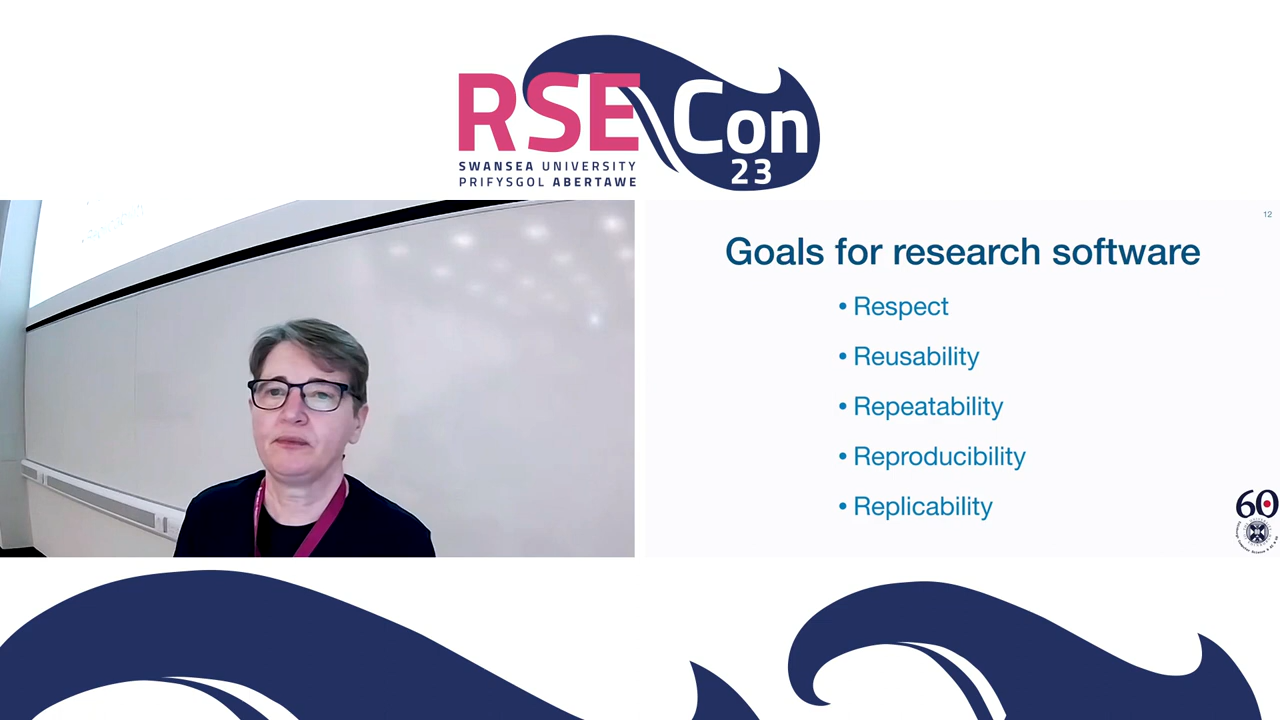 RSE Con
23
SWANSEA UNIVERSITY
PRIFYSGOL ABERTAWE
12
Goals for research software
• Respect
• Reusability
• Repeatability
• Reproducibility
• Replicability
60